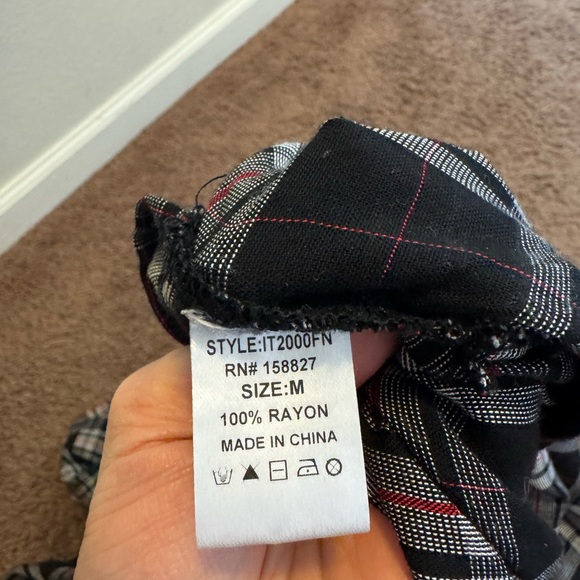 STYLE:IT2000FN
RN# 158827
SIZE:M
100% RAYON
MADE IN CHINA